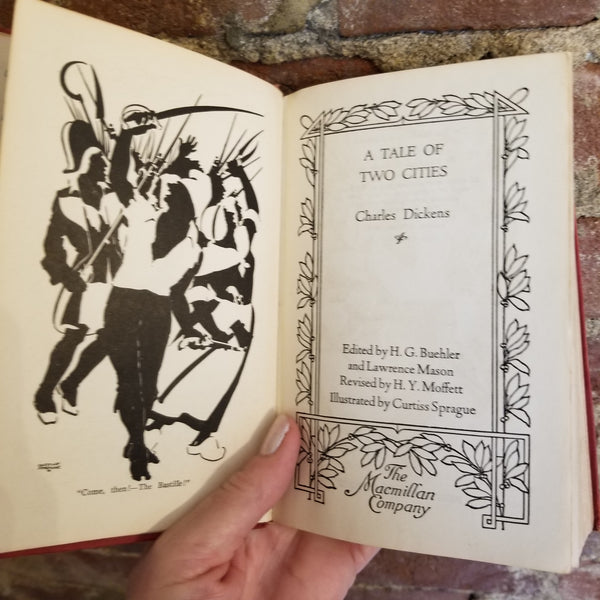 "Come, then!—The Bastille!"
A TALE OF
TWO CITIES
Charles Dickens
Edited by H. G. Buehler
and Lawrence Mason
Revised by H. Y. Moffett
Illustrated by Curtiss Sprague
The
Macmillan
Company